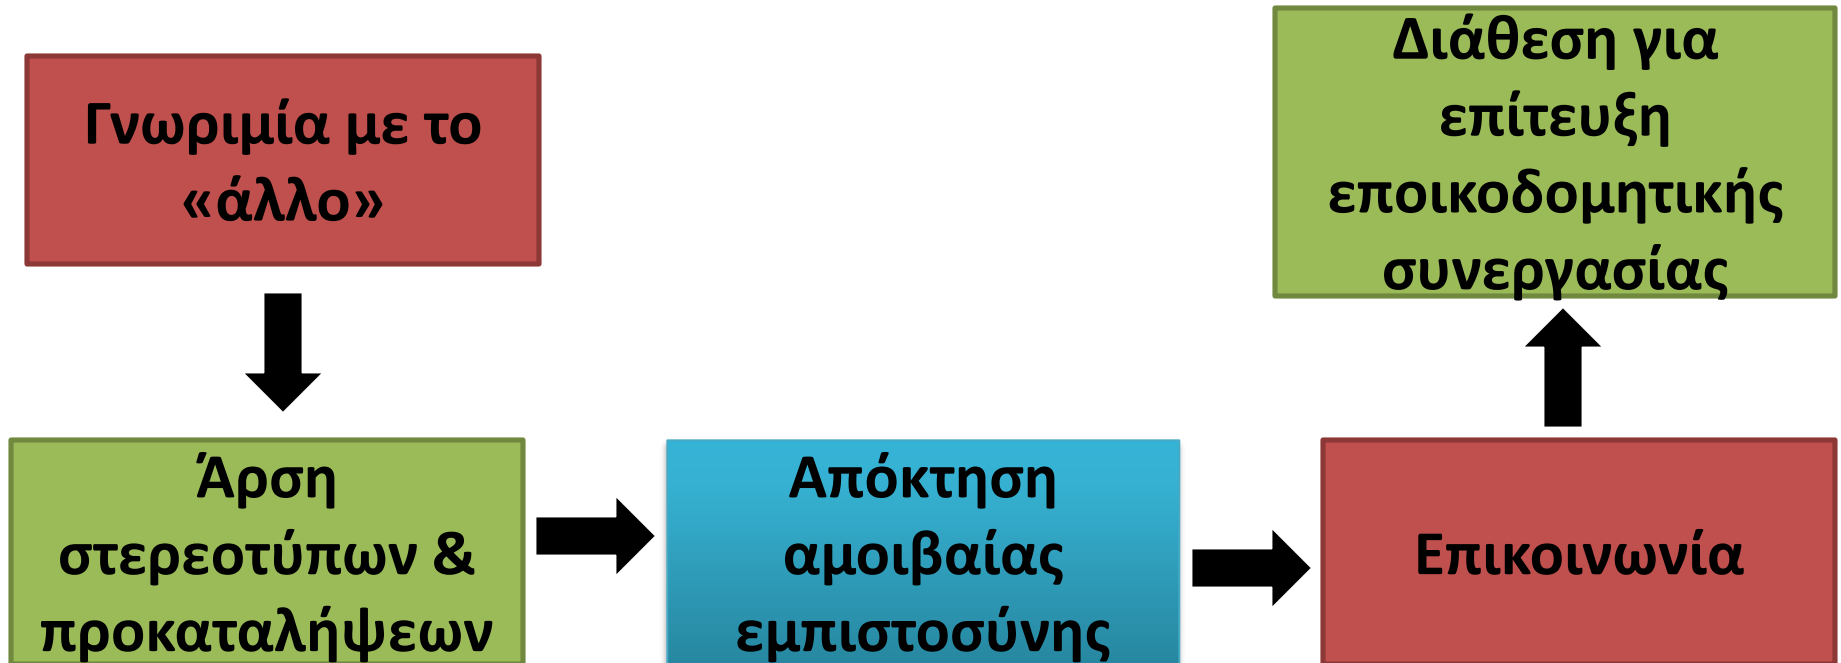 Γνωριμία με το
«άλλο»
Άρση
στερεοτύπων &
προκαταλήψεων
Απόκτηση
αμοιβαίας
εμπιστοσύνης
Επικοινωνία
Διάθεση για
επίτευξη
εποικοδομητικής
συνεργασίας